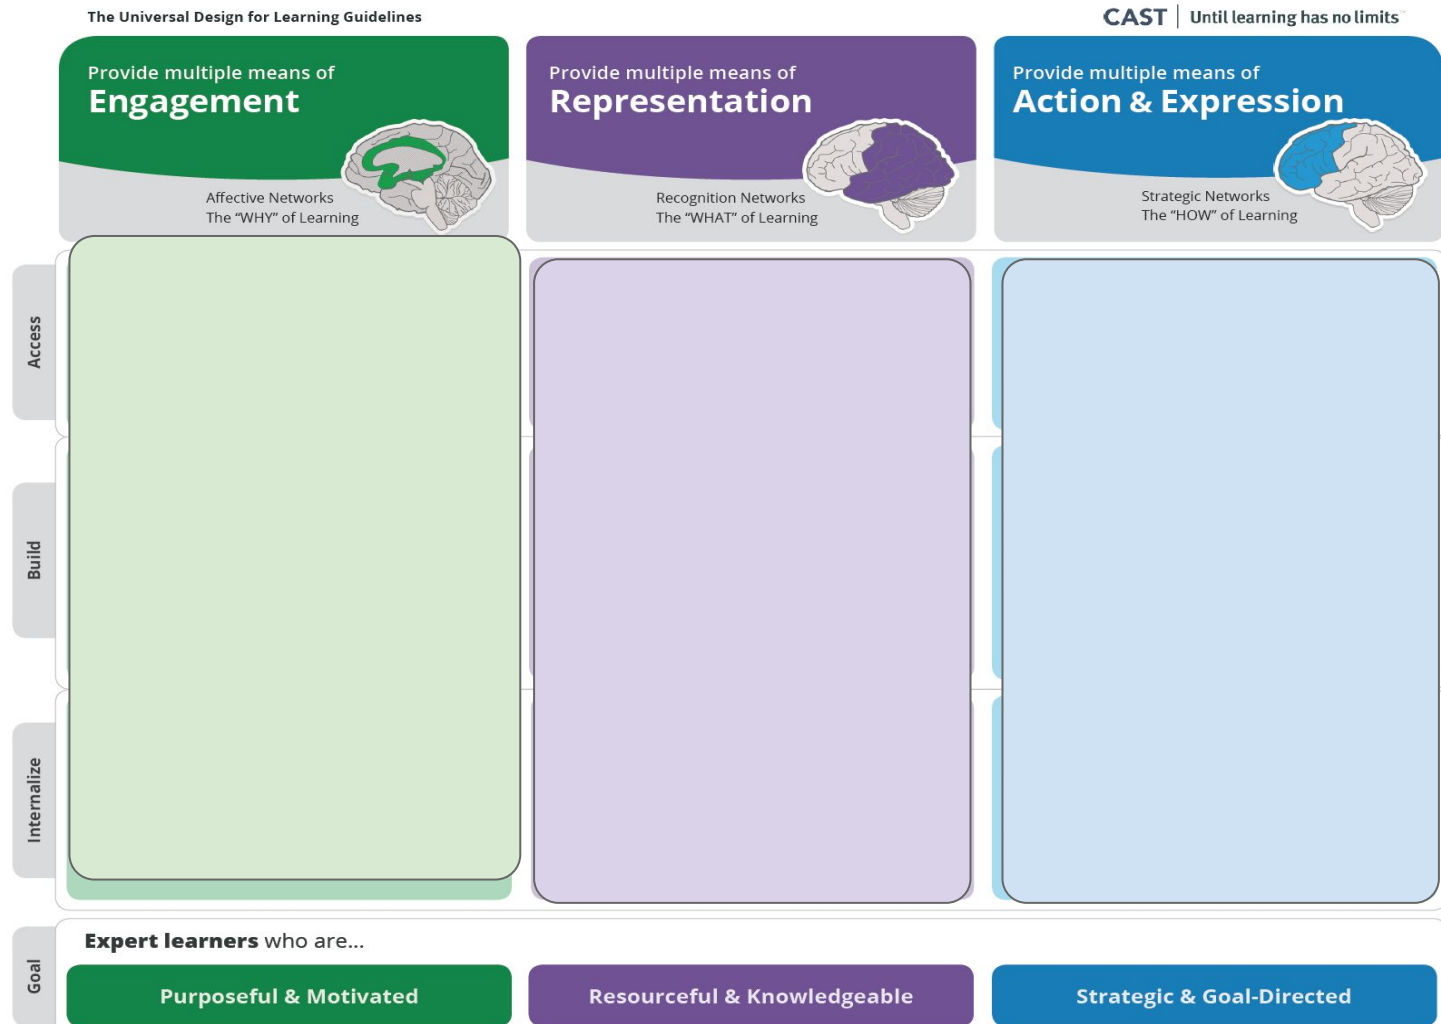 The Universal Design for Learning Guidelines
CAST | Until learning has no limits™
Provide multiple means of
Engagement
Affective Networks
The “WHY” of Learning
Provide multiple means of
Representation
Recognition Networks
The “WHAT” of Learning
Provide multiple means of
Action & Expression
Strategic Networks
The “HOW” of Learning
Access
Build
Internalize
Goal
Expert learners who are...
Purposeful & Motivated
Resourceful & Knowledgeable
Strategic & Goal-Directed